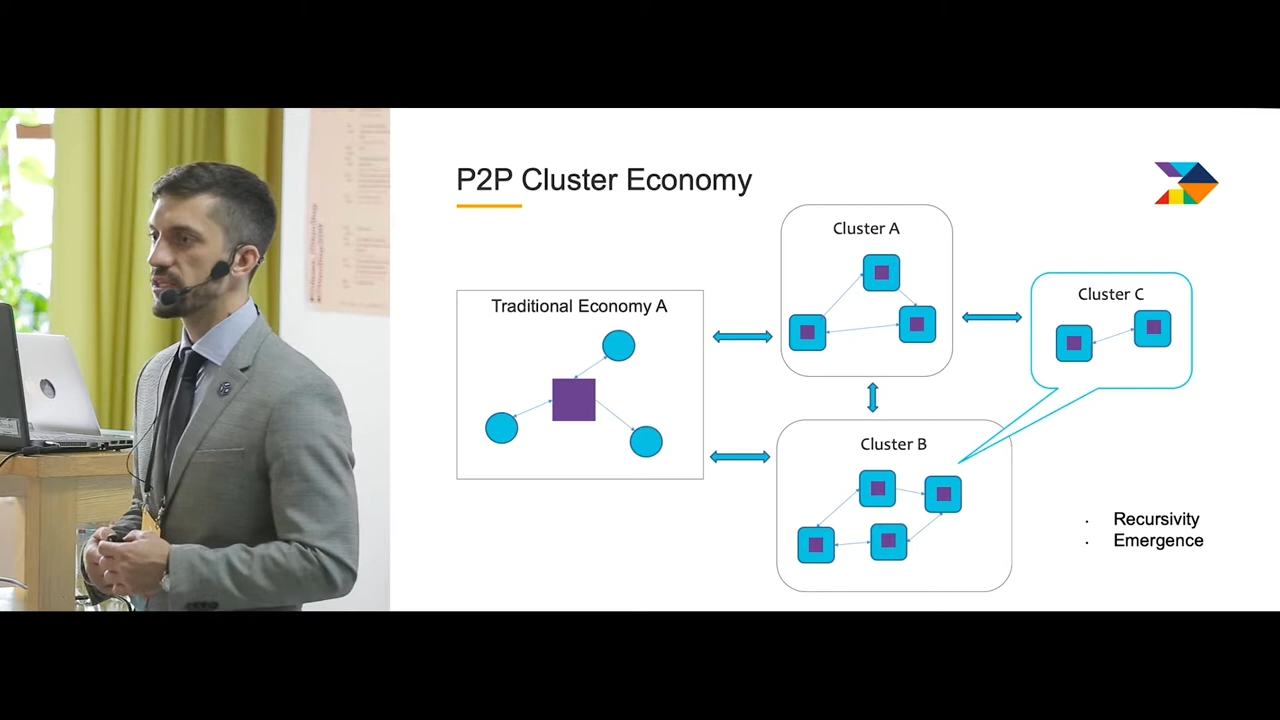 P2P Cluster Economy
Traditional Economy A
Cluster A
Cluster B
Cluster C
· Recursivity
· Emergence